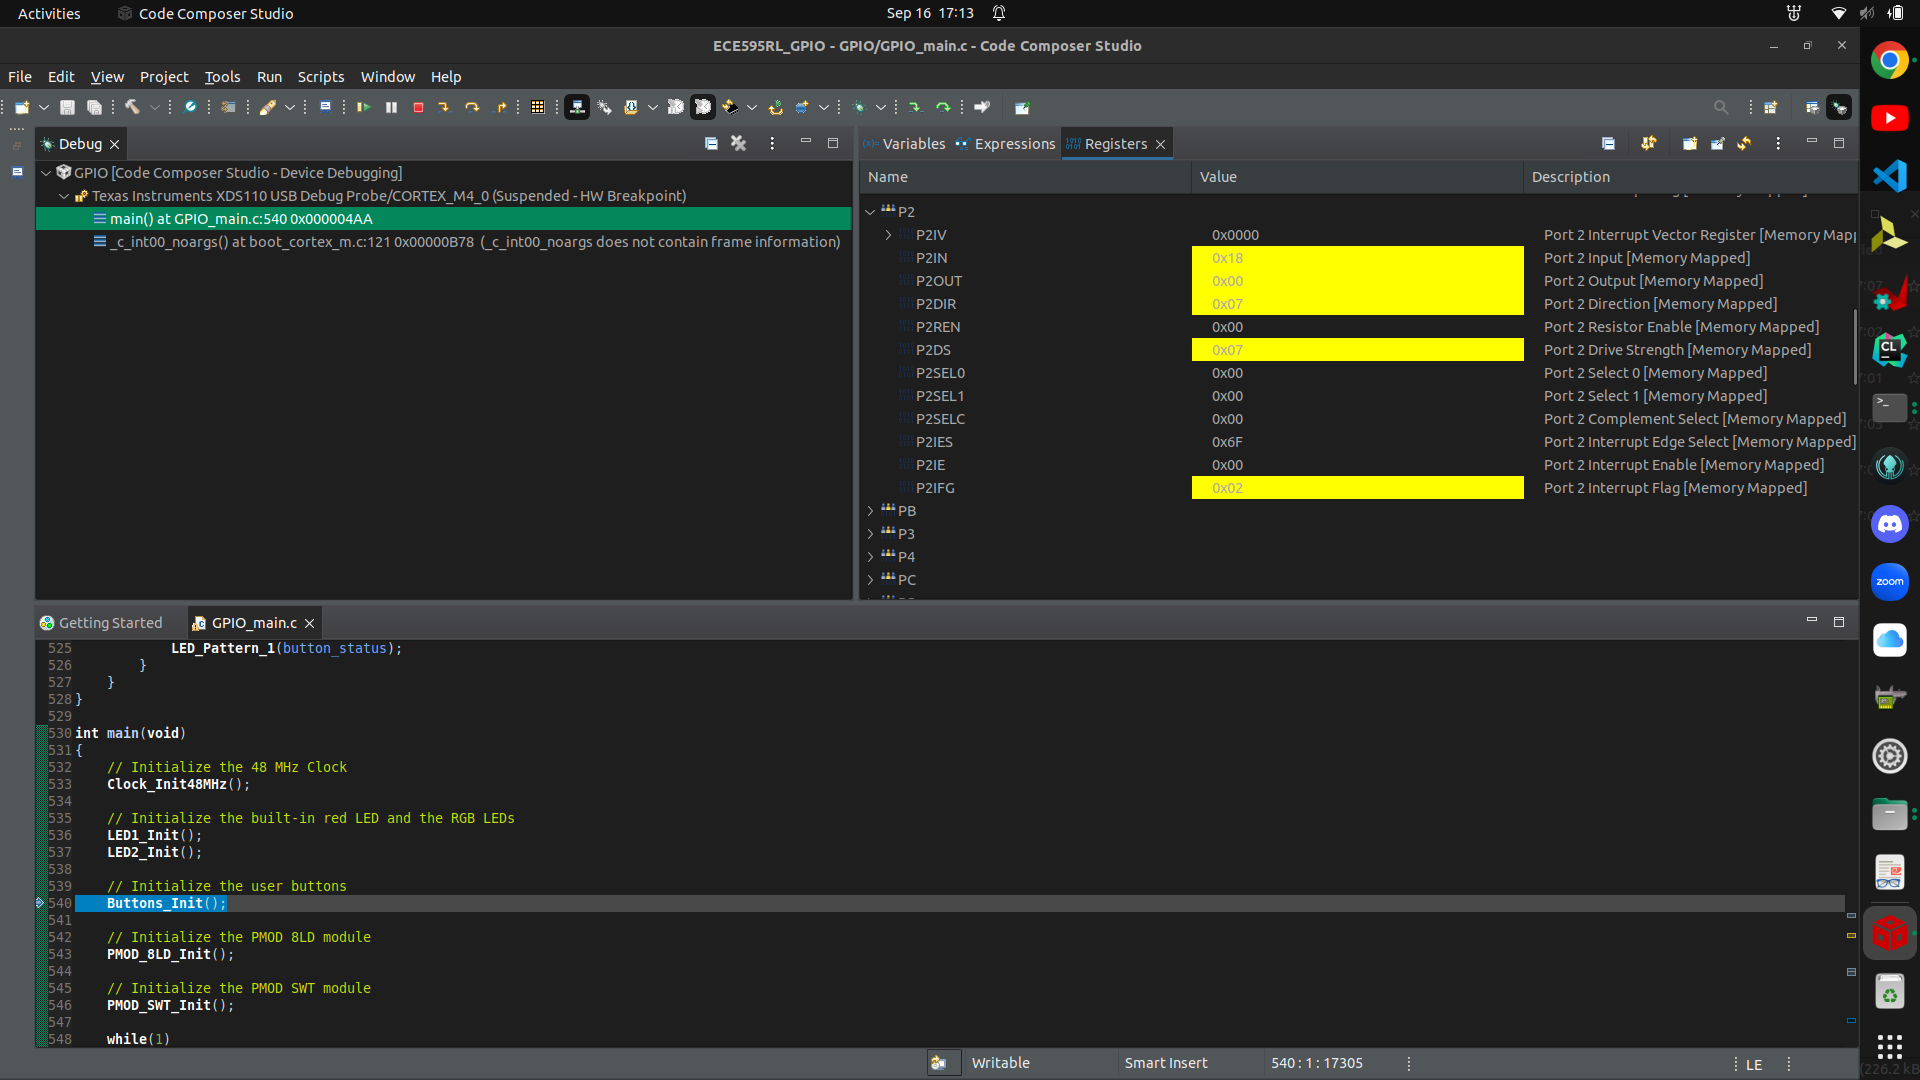 Activities
Code Composer Studio
Sep 16 17:13
ECE595RL_GPIO - GPIO/GPIO_main.c - Code Composer Studio
File Edit View Project Tools Run Scripts Window Help
Debug
GPIO [Code Composer Studio - Device Debugging]
Texas Instruments XDS110 USB Debug Probe/CORTEX_M4_0 (Suspended - HW Breakpoint)
main() at GPIO_main.c:540 0x000004AA
_c_int00_noargs() at boot_cortex_m.c:121 0x00000B78 (_c_int00_noargs does not contain frame information)
Variables Expressions Registers
Name Value Description
P2
P2IV 0x0000 Port 2 Interrupt Vector Register [Memory Mapp
P2IN 0x18 Port 2 Input [Memory Mapped]
P2OUT 0x00 Port 2 Output [Memory Mapped]
P2DIR 0x07 Port 2 Direction [Memory Mapped]
P2REN 0x00 Port 2 Resistor Enable [Memory Mapped]
P2DS 0x07 Port 2 Drive Strength [Memory Mapped]
P2SEL0 0x00 Port 2 Select 0 [Memory Mapped]
P2SEL1 0x00 Port 2 Select 1 [Memory Mapped]
P2SELC 0x00 Port 2 Complement Select [Memory Mapped]
P2IES 0x6F Port 2 Interrupt Edge Select [Memory Mapped]
P2IE 0x00 Port 2 Interrupt Enable [Memory Mapped]
P2IFG 0x02 Port 2 Interrupt Flag [Memory Mapped]
PB
P3
P4
PC
Getting Started GPIO_main.c
525 LED_Pattern_1(button_status);
526 }
527 }
528 }
529
530 int main(void)
531 {
532 // Initialize the 48 MHz Clock
533 Clock_Init48MHz();
534
535 // Initialize the built-in red LED and the RGB LEDs
536 LED1_Init();
537 LED2_Init();
538
539 // Initialize the user buttons
540 Buttons_Init();
541
542 // Initialize the PMOD 8LD module
543 PMOD_8LD_Init();
544
545 // Initialize the PMOD SWT module
546 PMOD_SWT_Init();
547
548 while(1)
Writable Smart Insert 540 : 1 : 17305 LE
CL
zoom
(226.2 kB